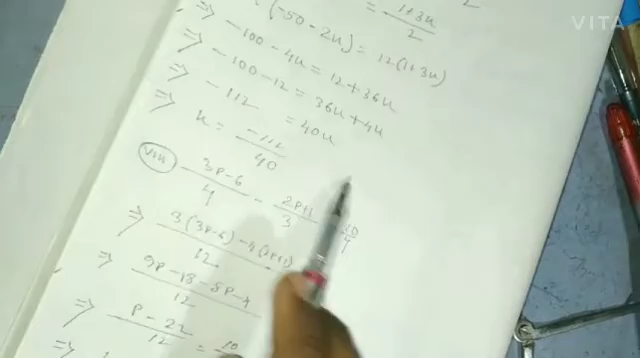 = 1+3u/2
(-50-2u) = 12(1+3u)
VITA
⇒ -100-4u = 12+36u
⇒ -100-12 = 36u+4u
⇒ -112 = 40u
⇒ u = -112/40
(viii) 3P-6/4 - 2P+1/3 = 10/4
⇒ 3(3P-6)-4(2P+1)/12
⇒ 9P-18-8P-4/12
⇒ P-22/12 = 10
⇒